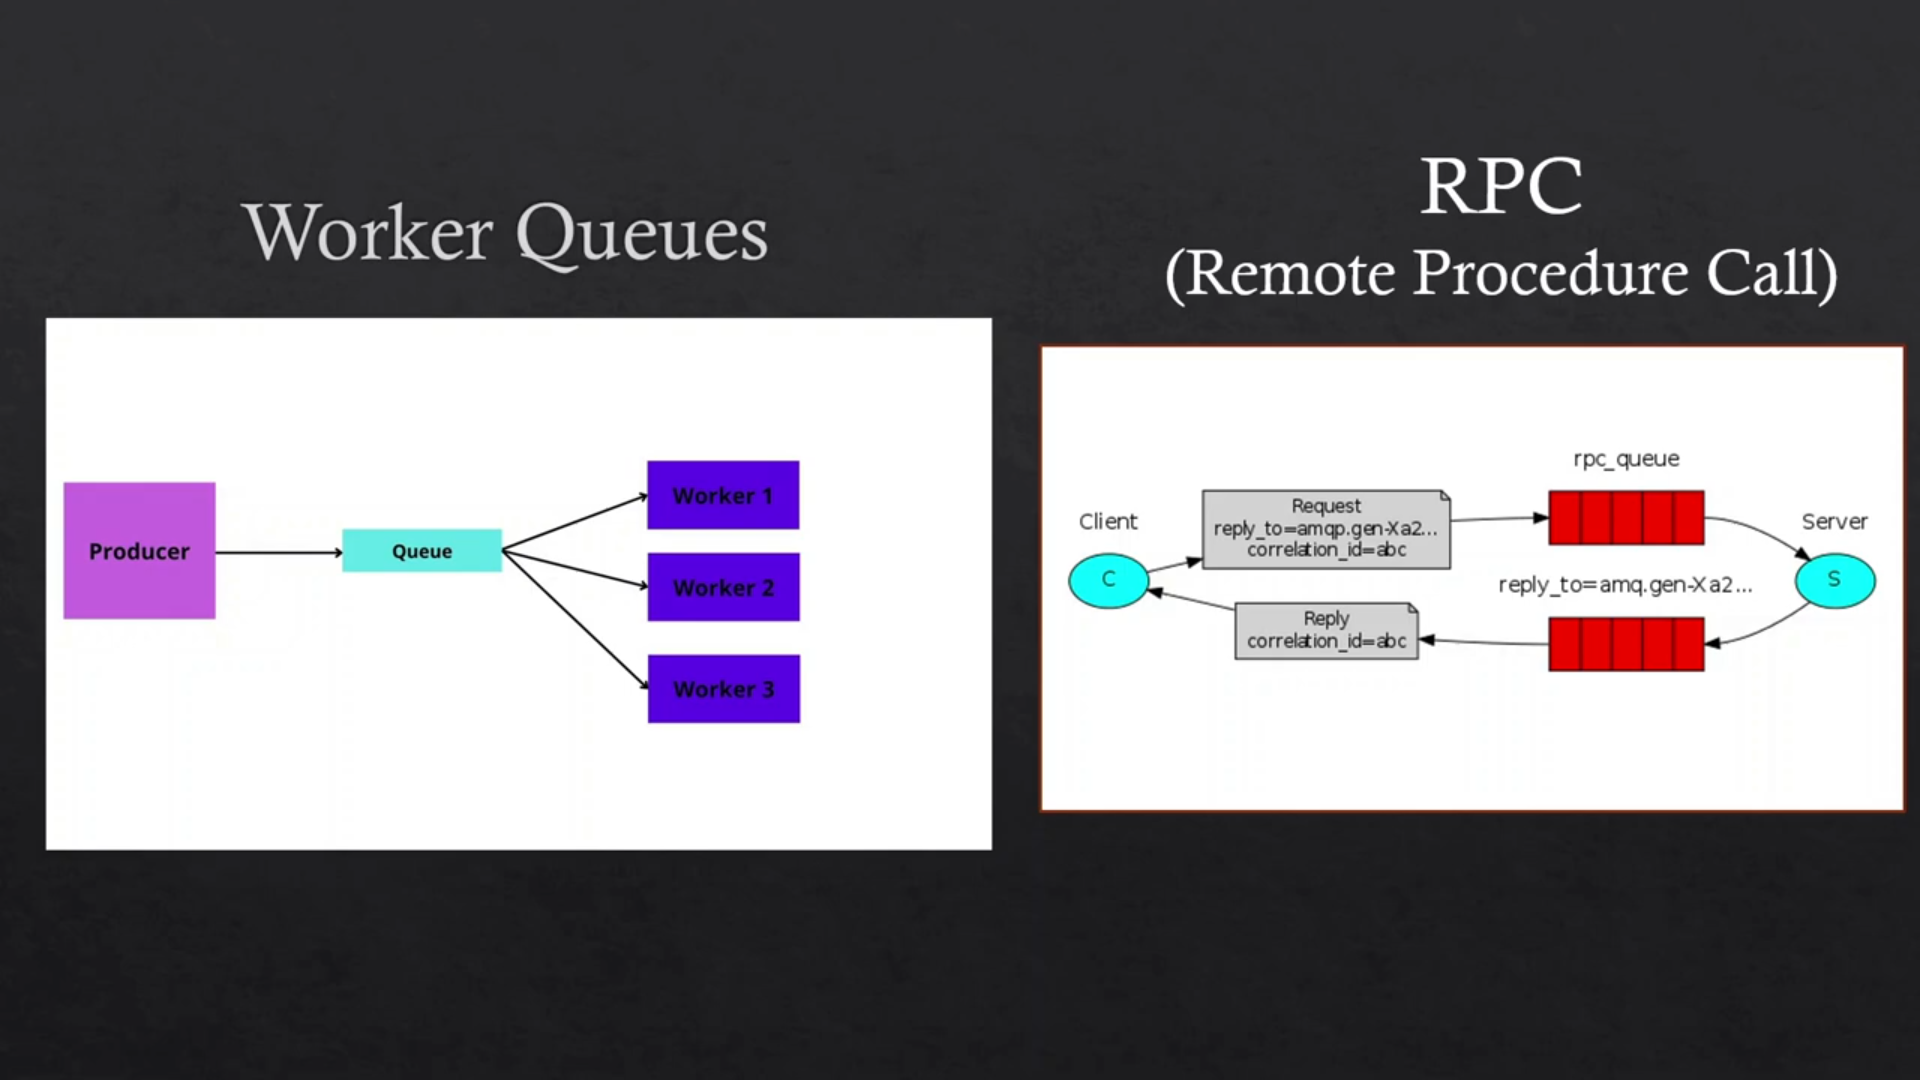 Worker Queues
Producer
Queue
Worker 1
Worker 2
Worker 3
RPC
(Remote Procedure Call)
Client
C
Request
reply_to=amqp.gen-Xa2...
correlation_id=abc
rpc_queue
Server
S
reply_to=amq.gen-Xa2...
Reply
correlation_id=abc